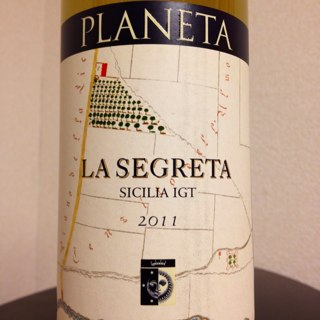 PLANETA
LA SEGRETA
SICILIA IGT
2011